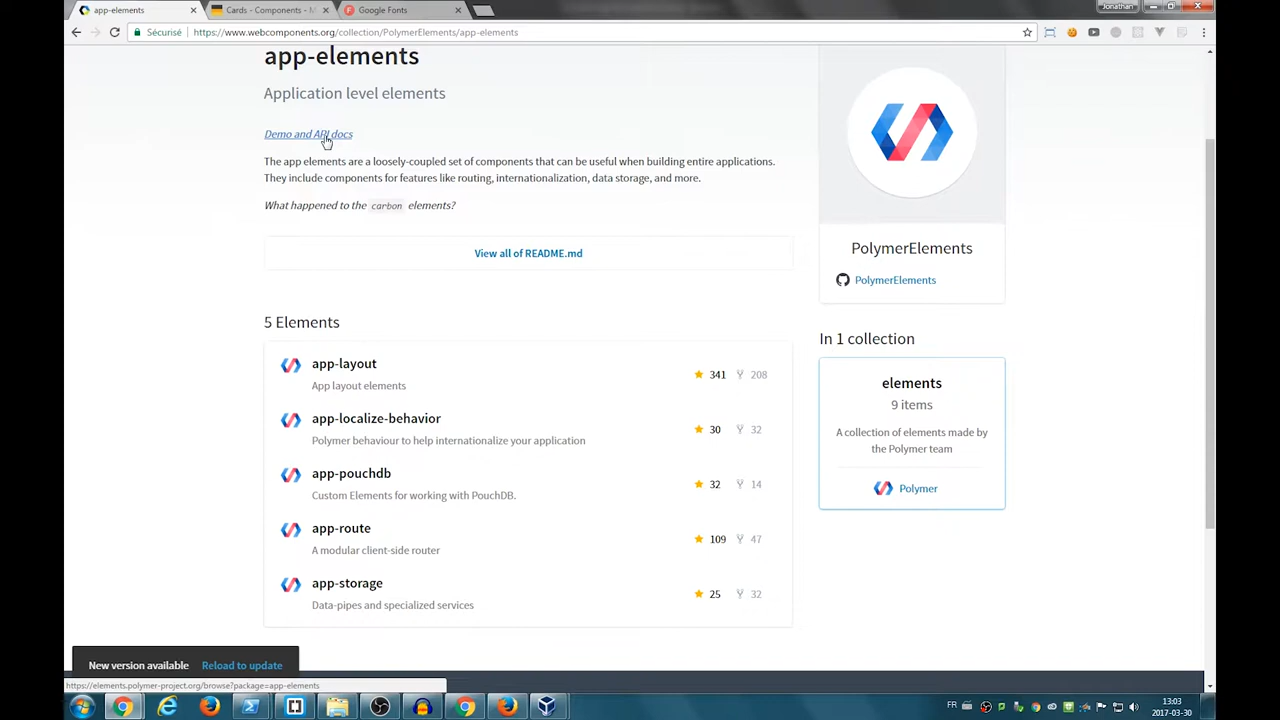 app-elements
Cards - Components - M
Google Fonts
Jonathan
Sécurisé
https://www.webcomponents.org/collection/PolymerElements/app-elements
app-elements
Application level elements
Demo and API docs
The app elements are a loosely-coupled set of components that can be useful when building entire applications.
They include components for features like routing, internationalization, data storage, and more.
What happened to the carbon elements?
View all of README.md
5 Elements
app-layout
App layout elements
341
208
app-localize-behavior
Polymer behaviour to help internationalize your application
30
32
app-pouchdb
Custom Elements for working with PouchDB.
32
14
app-route
A modular client-side router
109
47
app-storage
Data-pipes and specialized services
25
32
PolymerElements
PolymerElements
In 1 collection
elements
9 items
A collection of elements made by
the Polymer team
Polymer
New version available
Reload to update
https://elements.polymer-project.org/browse?package=app-elements
FR
13:03
2017-03-30